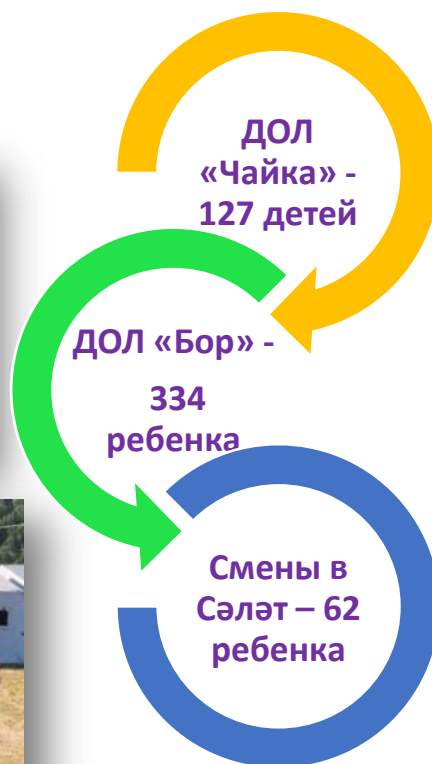 ДОЛ
«Чайка» -
127 детей
ДОЛ «Бор» -
334
ребенка
Смены в
Сәләт – 62
ребенка